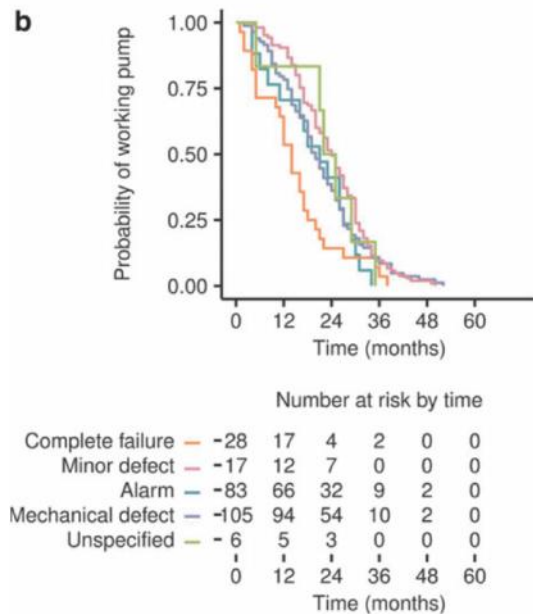 b
Probability of working pump
1.00
0.75
0.50
0.25
0.00
0 12 24 36 48 60
Time (months)
Number at risk by time
Complete failure 28 17 4 2 0 0
Minor defect 17 12 7 0 0 0
Alarm 83 66 32 9 2 0
Mechanical defect 105 94 54 10 2 0
Unspecified 6 5 3 0 0 0
0 12 24 36 48 60
Time (months)